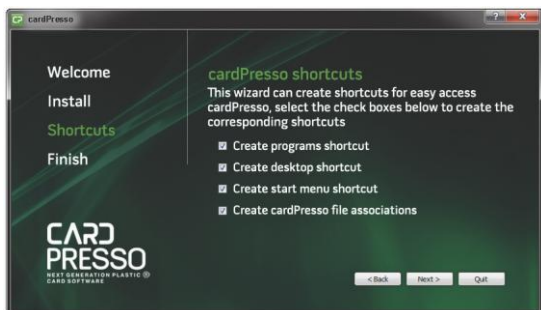 cardPresso
Welcome
Install
Shortcuts
Finish
cardPresso shortcuts
This wizard can create shortcuts for easy access
cardPresso, select the check boxes below to create the
corresponding shortcuts
Create programs shortcut
Create desktop shortcut
Create start menu shortcut
Create cardPresso file associations
CARD
PRESSO
NEXT GENERATION PLASTIC ®
CARD SOFTWARE
< Back Next > Quit